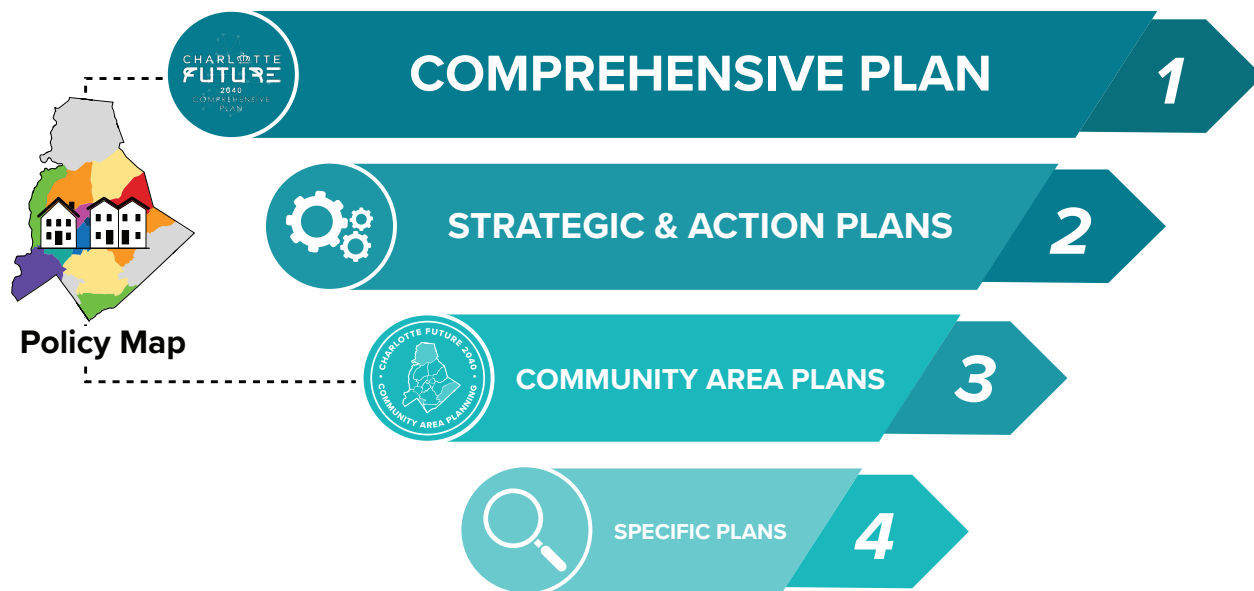 CHARLOTTE
FUTURE
2040
COMPREHENSIVE
PLAN
COMPREHENSIVE PLAN
1
STRATEGIC & ACTION PLANS
2
Policy Map
CHARLOTTE FUTURE 2040
COMMUNITY AREA PLANNING
COMMUNITY AREA PLANS
3
SPECIFIC PLANS
4